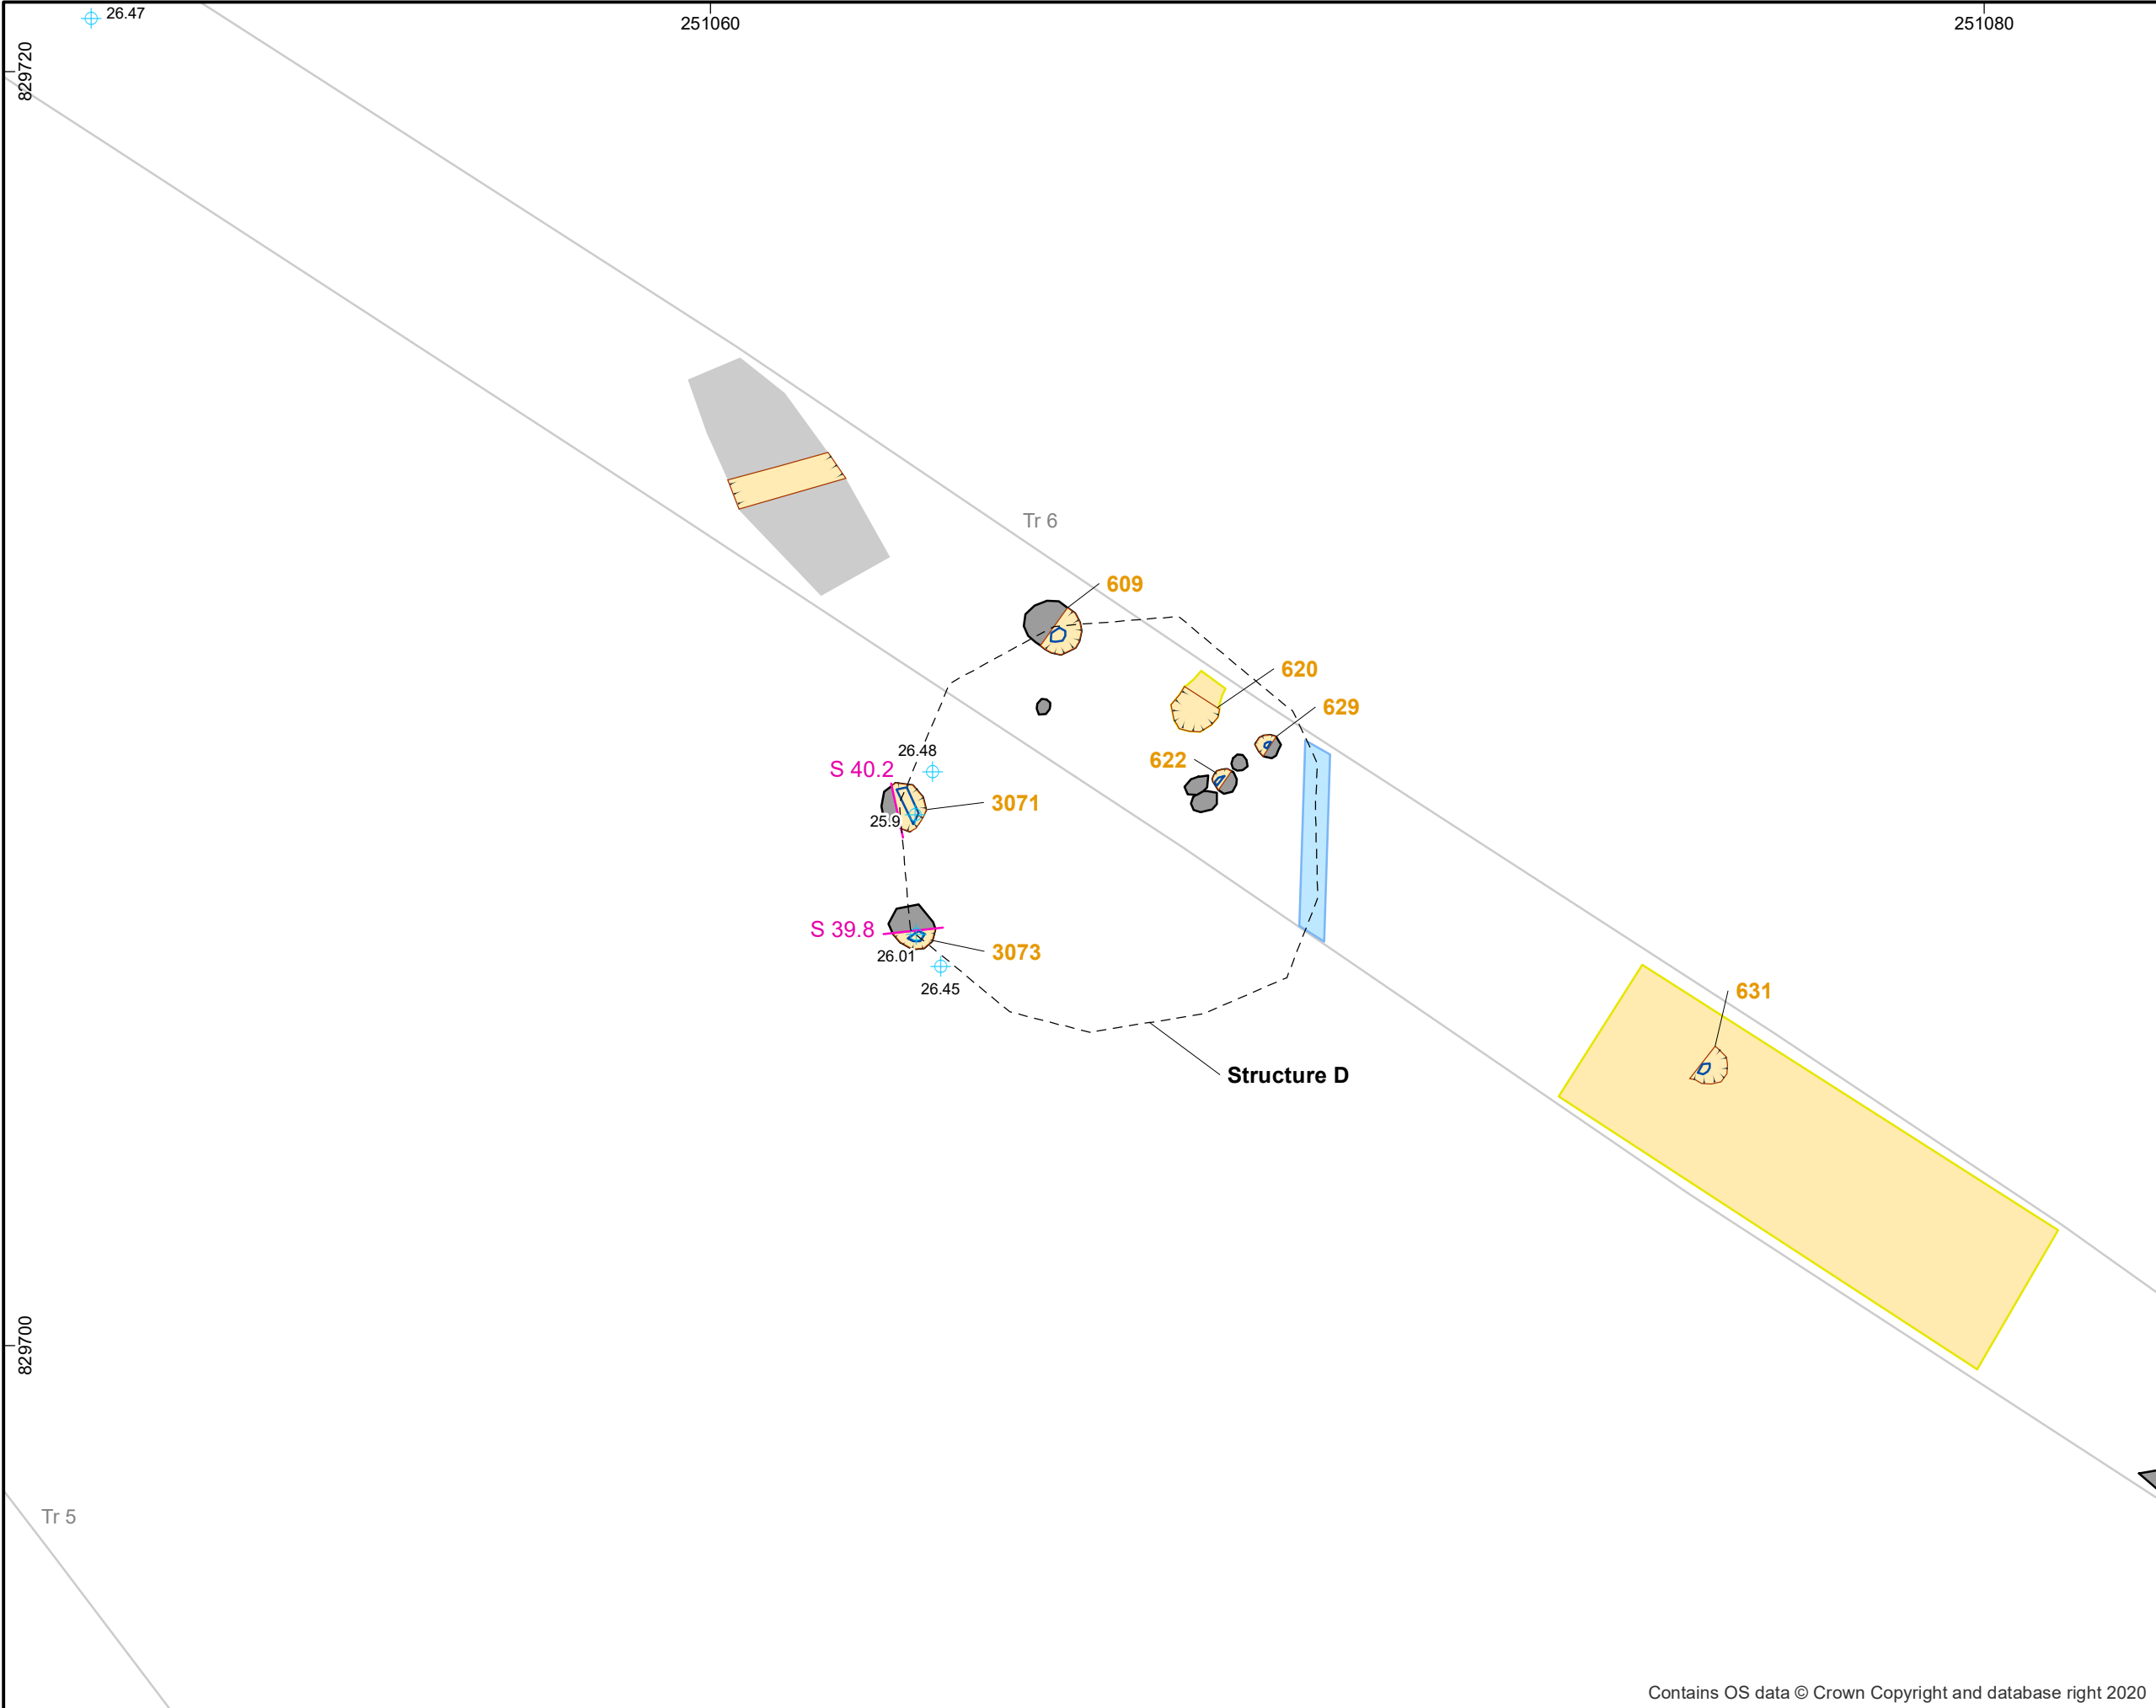 26.47
251060
251080
829720
Tr 6
609
620
629
26.48
622
S 40.2
3071
25.9
S 39.8
3073
26.01
26.45
631
Structure D
829700
Tr 5
Contains OS data © Crown Copyright and database right 2020